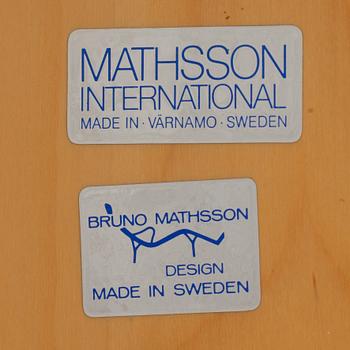 MATHSSON
INTERNATIONAL
MADE IN · VÄRNAMO · SWEDEN
BRUNO MATHSSON
DESIGN
MADE IN SWEDEN